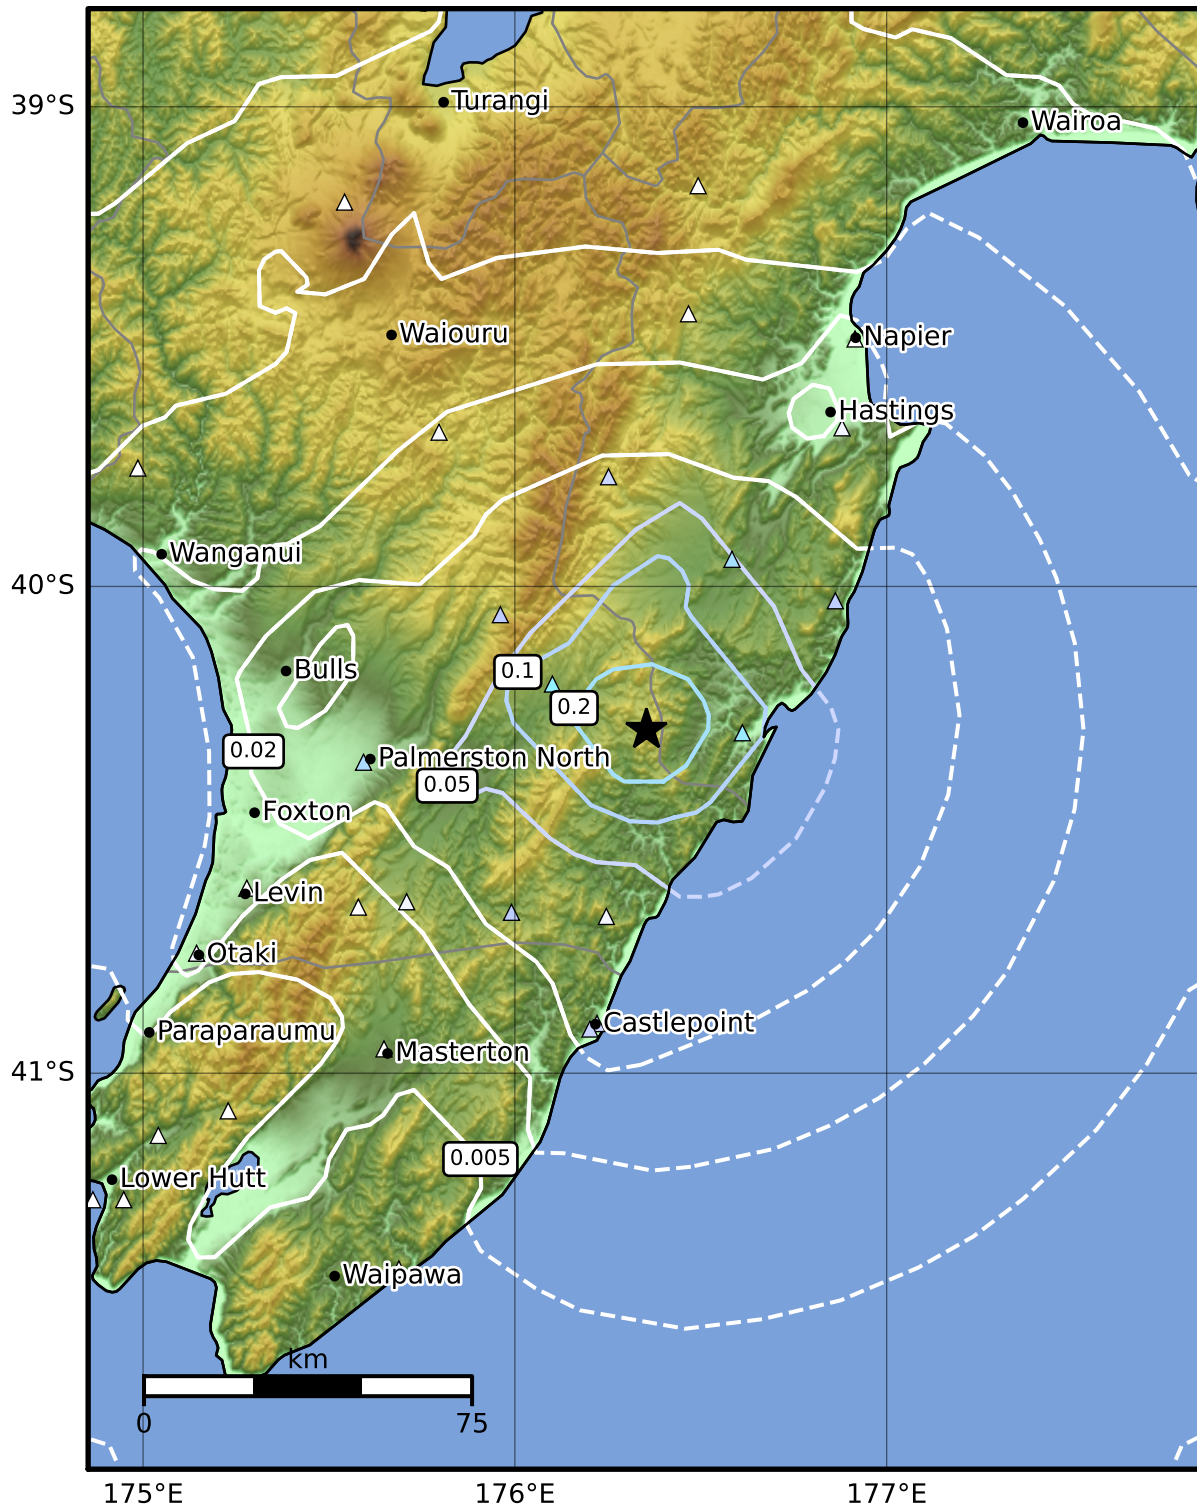 39°S
Turangi
Wairoa
Waiouru
Napier
Hastings
Wanganui
40°S
Bulls
0.1
0.2
0.02
Palmerston North
0.05
Foxton
Levin
Otaki
Castlepoint
Paraparaumu
Masterton
41°S
0.005
Lower Hutt
Waipawa
km
0
75
175°E
176°E
177°E